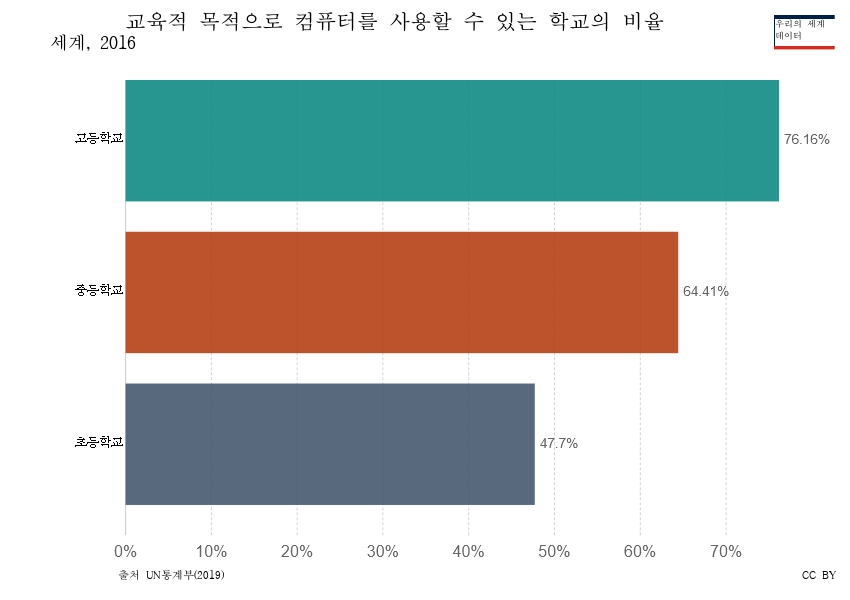 교육적 목적으로 컴퓨터를 사용할 수 있는 학교의 비율
세계, 2016
우리의 세계
데이터
고등학교
76.16%
중등학교
64.41%
초등학교
47.7%
0% 10% 20% 30% 40% 50% 60% 70%
출처 UN통계부(2019)
CC BY